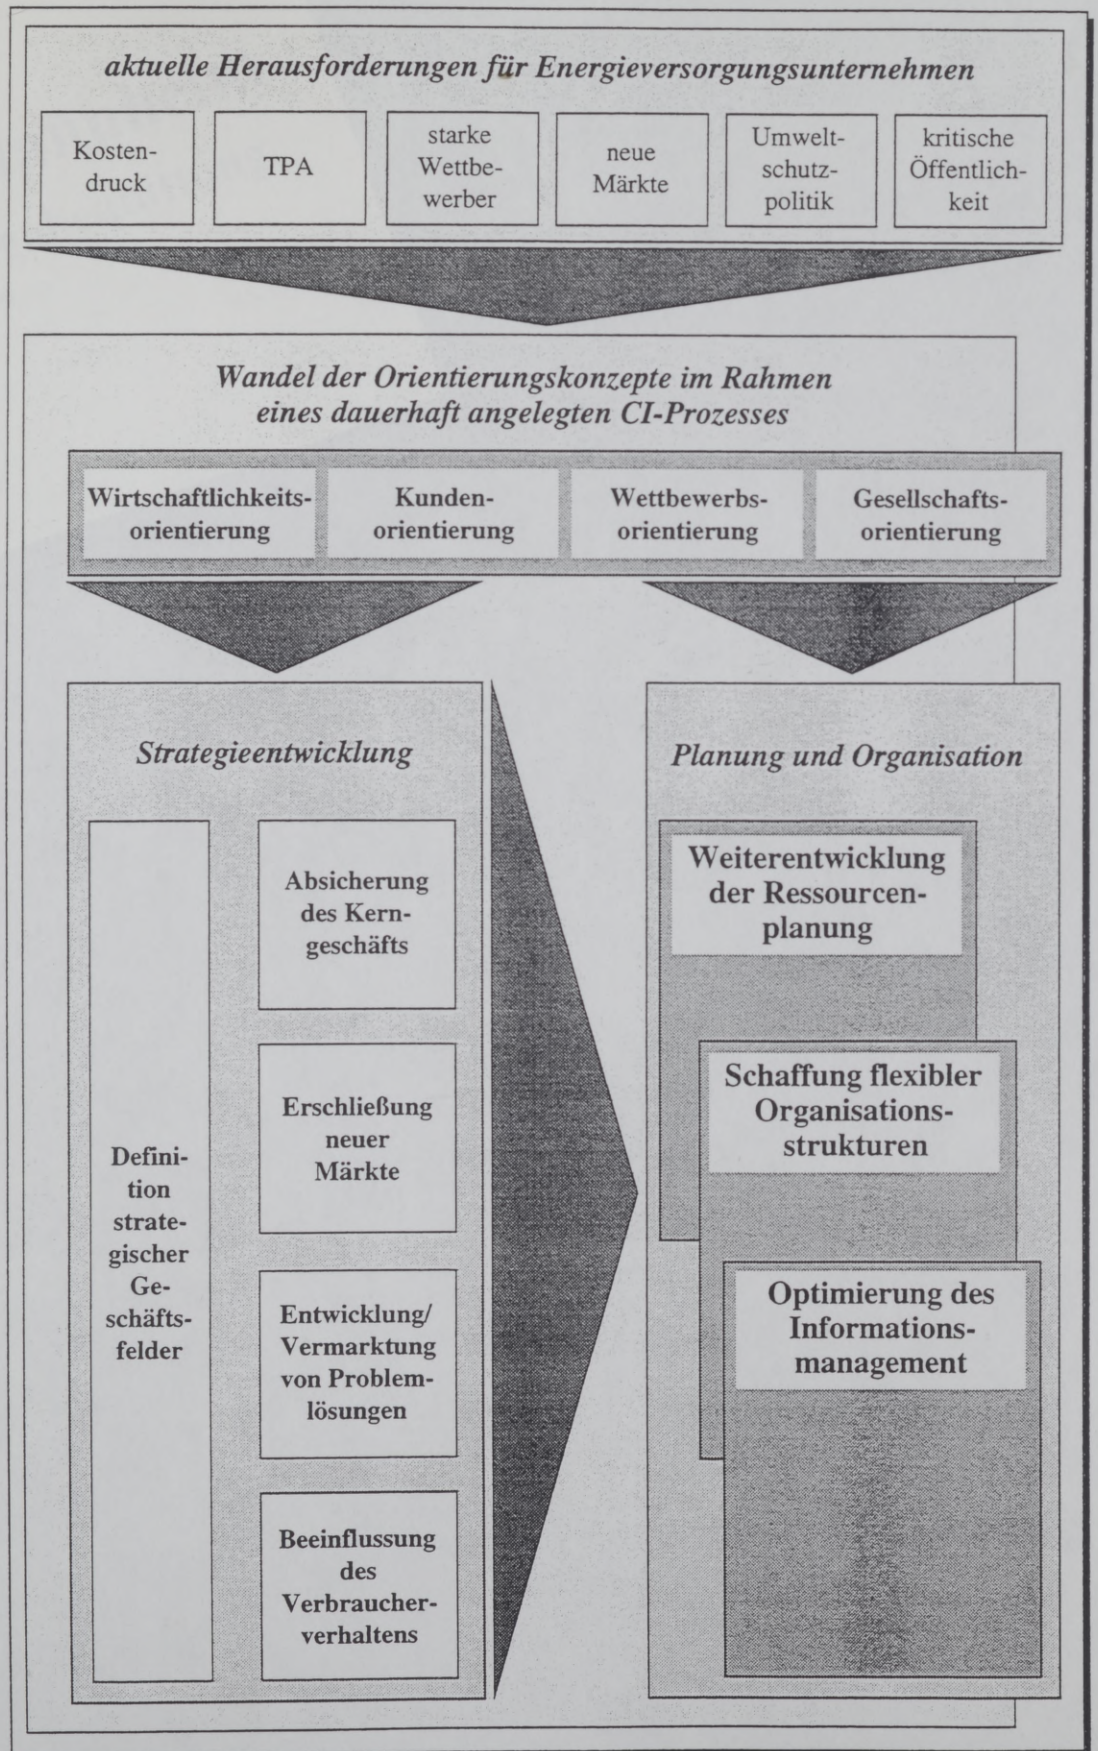 aktuelle Herausforderungen für Energieversorgungsunternehmen
Kosten-
druck
TPA
starke
Wettbe-
werber
neue
Märkte
Umwelt-
schutz-
politik
kritische
Öffentlich-
keit
Wandel der Orientierungskonzepte im Rahmen
eines dauerhaft angelegten CI-Prozesses
Wirtschaftlichkeits-
orientierung
Kunden-
orientierung
Wettbewerbs-
orientierung
Gesellschafts-
orientierung
Strategieentwicklung
Defini-
tion
strate-
gischer
Ge-
schäfts-
felder
Absicherung
des Kern-
geschäfts
Erschließung
neuer
Märkte
Entwicklung/
Vermarktung
von Problem-
lösungen
Beeinflussung
des
Verbraucher-
verhaltens
Planung und Organisation
Weiterentwicklung
der Ressourcen-
planung
Schaffung flexibler
Organisations-
strukturen
Optimierung des
Informations-
management